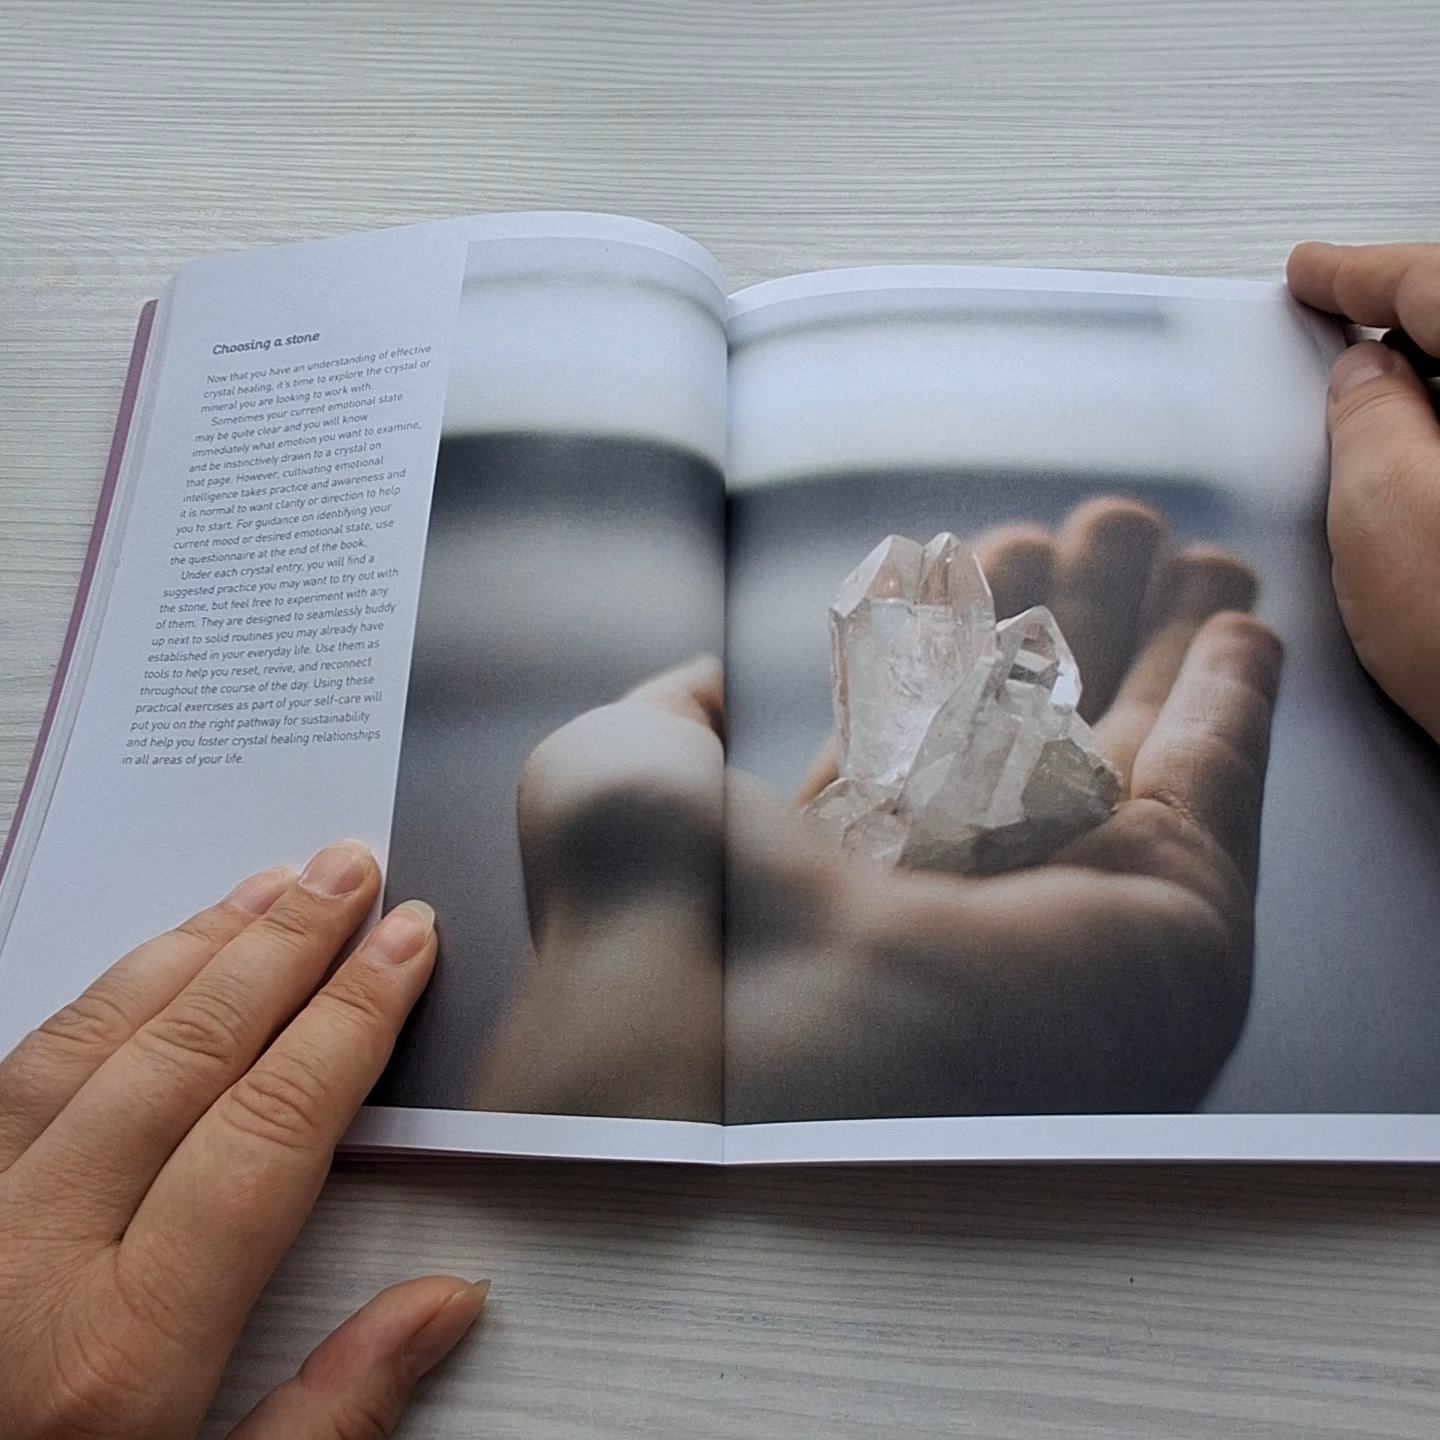 Choosing a stone
Now that you have an understanding of effective
crystal healing, it's time to explore the crystal or
mineral you are looking to work with.
Sometimes your current emotional state
may be quite clear and you will know
immediately what emotion you want to examine,
and be instinctively drawn to a crystal on
that page. However, cultivating emotional
intelligence takes practice and awareness and
it is normal to want clarity or direction to help
you to start. For guidance on identifying your
current mood or desired emotional state, use
the questionnaire at the end of the book.
Under each crystal entry, you will find a
suggested practice you may want to try out with
the stone, but feel free to experiment with any
of them. They are designed to seamlessly buddy
up next to solid routines you may already have
established in your everyday life. Use them as
tools to help you reset, revive, and reconnect
throughout the course of the day. Using these
practical exercises as part of your self-care will
put you on the right pathway for sustainability
and help you foster crystal healing relationships
in all areas of your life.